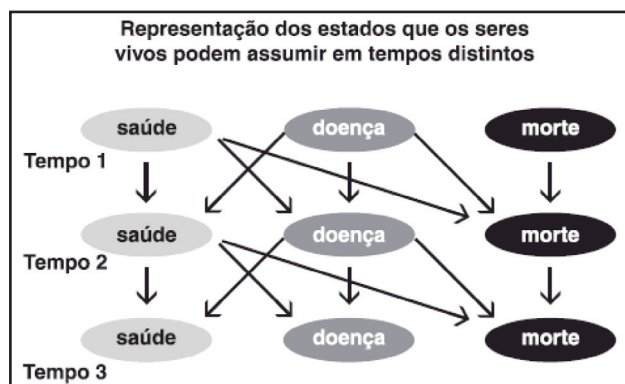 Representação dos estados que os seres
vivos podem assumir em tempos distintos
saúde doença morte
Tempo 1
saúde doença morte
Tempo 2
saúde doença morte
Tempo 3